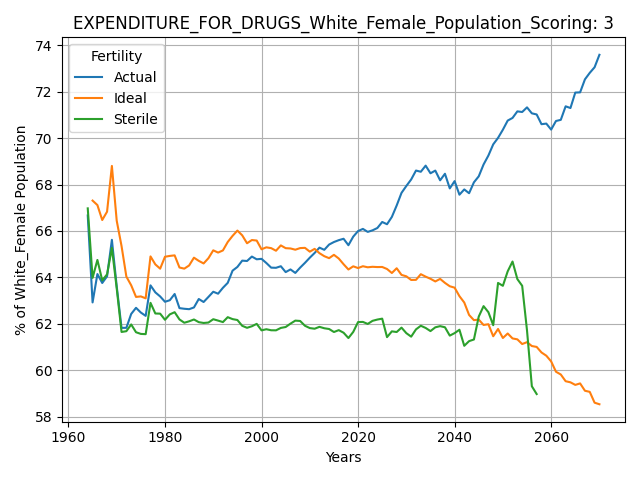 EXPENDITURE_FOR_DRUGS_White_Female_Population_Scoring: 3
Fertility
Actual
Ideal
Sterile
74
72
70
68
66
64
62
60
58
% of White_Female Population
1960
1980
2000
2020
2040
2060
Years